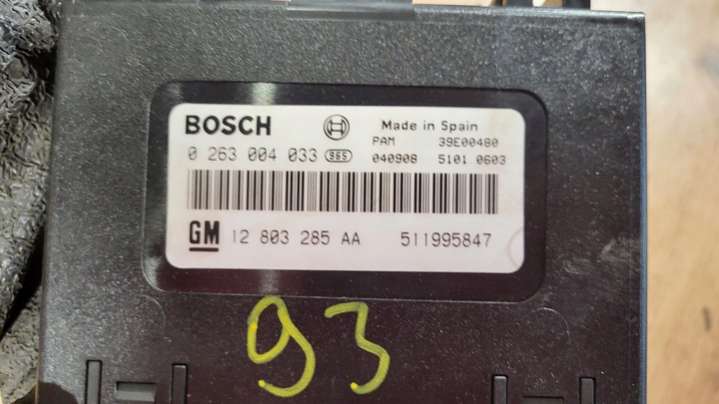 BOSCH
Made in Spain
PAM 39E00480
0 263 004 033 865 040908 5101 0603
GM 12 803 285 AA 511995847
93